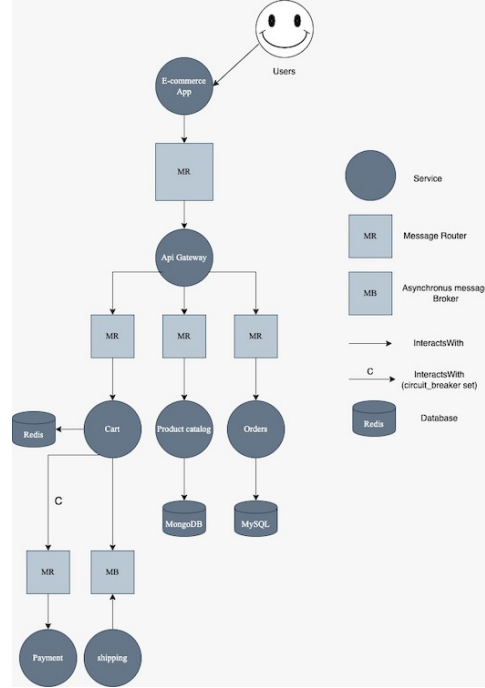 Users
E-commerce
App
MR
Api Gateway
MR
MR
MR
Redis
Cart
Product catalog
Orders
MongoDB
MySQL
C
MR
MB
Payment
shipping
Service
MR
Message Router
MB
Asynchronus messag
Broker
InteractsWith
C
InteractsWith
(circuit_breaker set)
Redis
Database